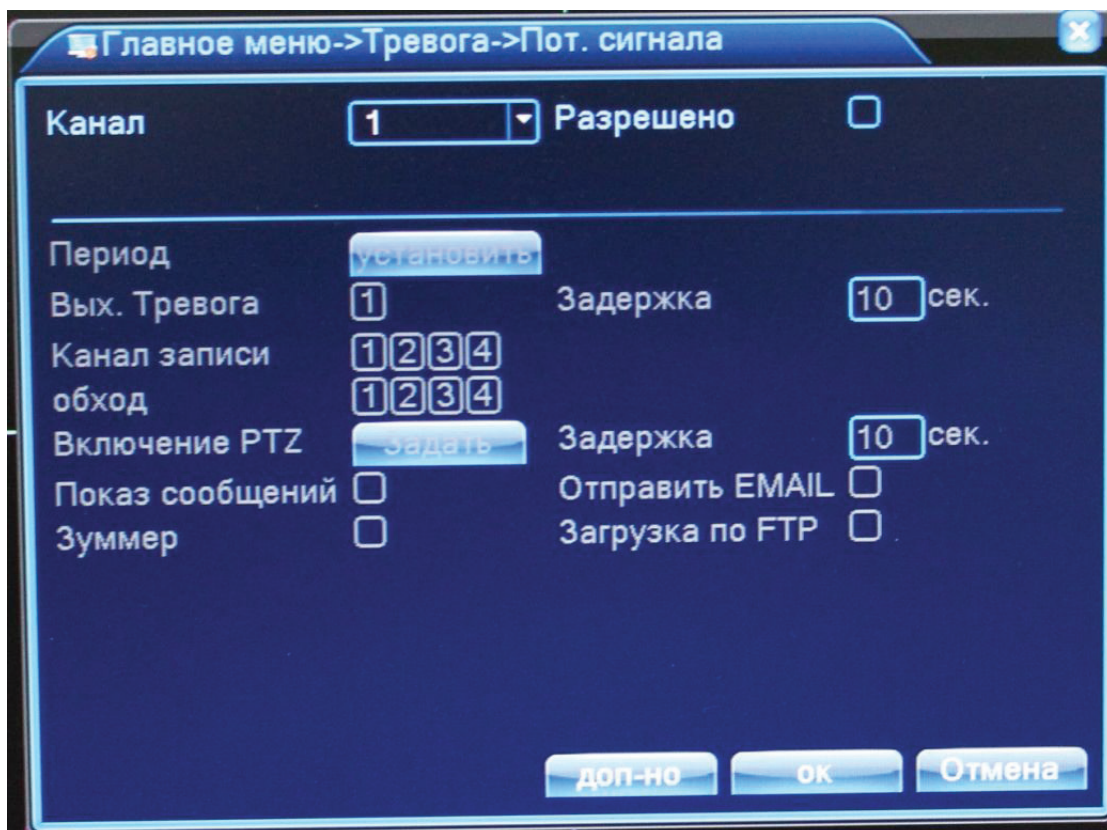 Главное меню->Тревога->Пот. сигнала
Канал 1 Разрешено
Период установить
Вых. Тревога 1 Задержка 10 сек.
Канал записи 1 2 3 4
обход 1 2 3 4
Включение PTZ Задать Задержка 10 сек.
Показ сообщений Отправить EMAIL
Зуммер Загрузка по FTP
доп-но ок Отмена